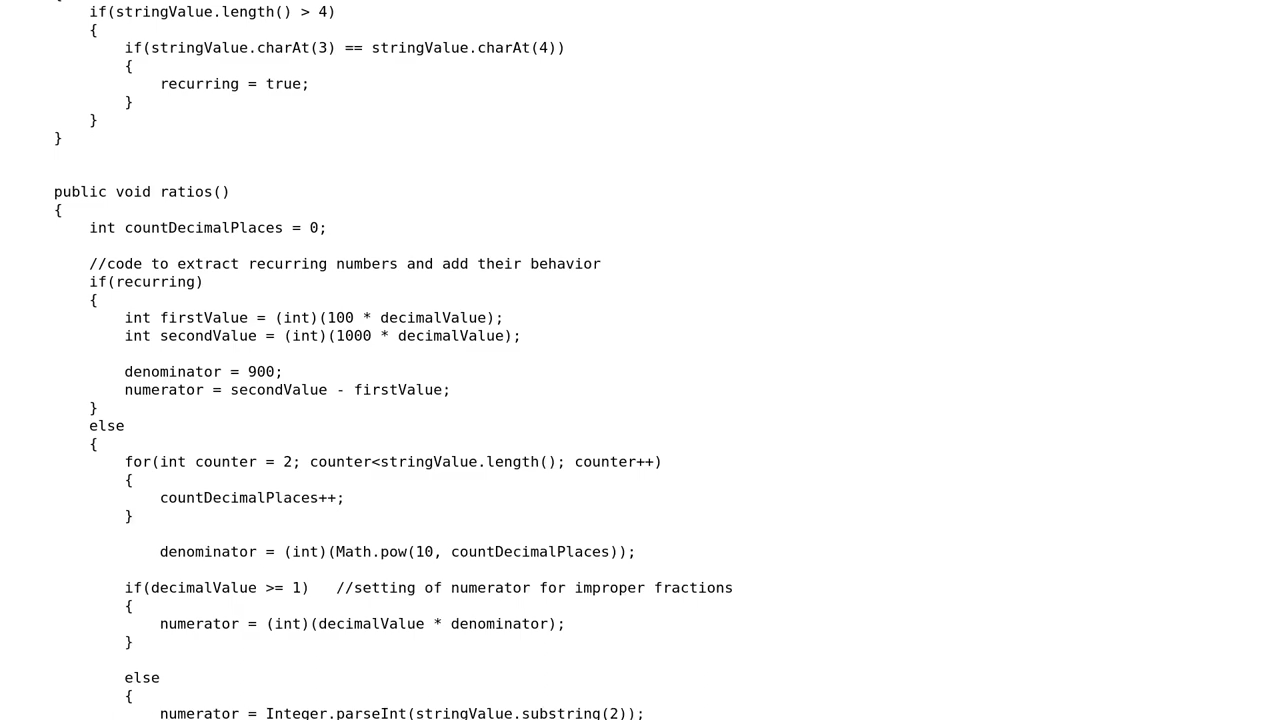 {
if(stringValue.length() > 4)
{
if(stringValue.charAt(3) == stringValue.charAt(4))
{
recurring = true;
}
}
}
public void ratios()
{
int countDecimalPlaces = 0;
//code to extract recurring numbers and add their behavior
if(recurring)
{
int firstValue = (int)(100 * decimalValue);
int secondValue = (int)(1000 * decimalValue);
denominator = 900;
numerator = secondValue - firstValue;
}
else
{
for(int counter = 2; counter<stringValue.length(); counter++)
{
countDecimalPlaces++;
}
denominator = (int)(Math.pow(10, countDecimalPlaces));
if(decimalValue >= 1)   //setting of numerator for improper fractions
{
numerator = (int)(decimalValue * denominator);
}
else
{
numerator = Integer.parseInt(stringValue.substring(2));